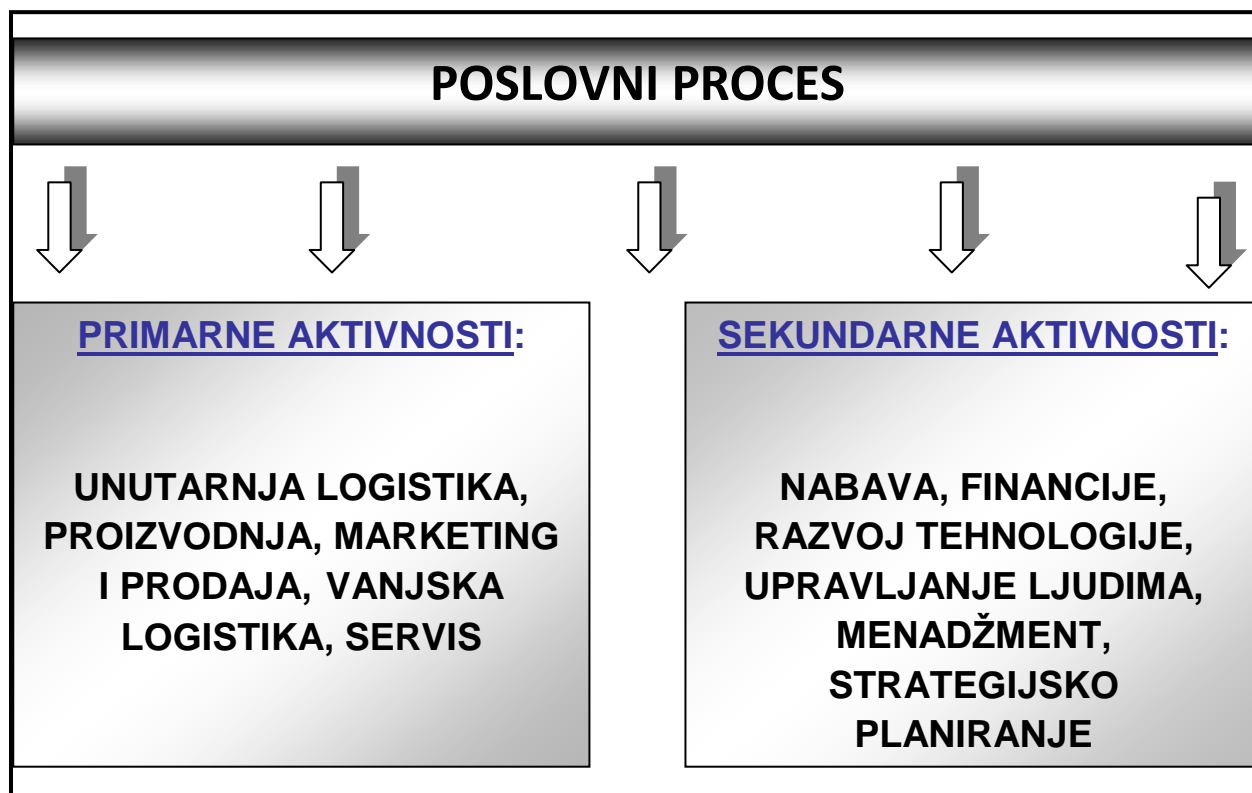 POSLOVNI PROCES
PRIMARNE AKTIVNOSTI:
UNUTARNJA LOGISTIKA,
PROIZVODNJA, MARKETING
I PRODAJA, VANJSKA
LOGISTIKA, SERVIS
SEKUNDARNE AKTIVNOSTI:
NABAVA, FINANCIJE,
RAZVOJ TEHNOLOGIJE,
UPRAVLJANJE LJUDIMA,
MENADŽMENT,
STRATEGIJSKO
PLANIRANJE